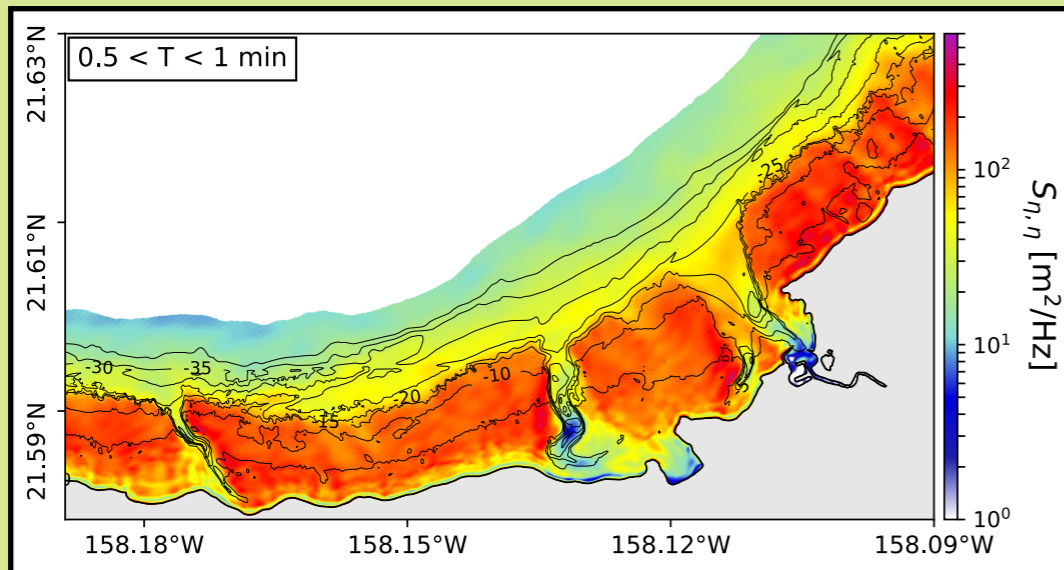 0.5 < T < 1 min
21.63°N
21.61°N
21.59°N
-25
-30
-35
-10
-20
-15
158.18°W
158.15°W
158.12°W
158.09°W
10²
10¹
10⁰
Sη,η [m²/Hz]